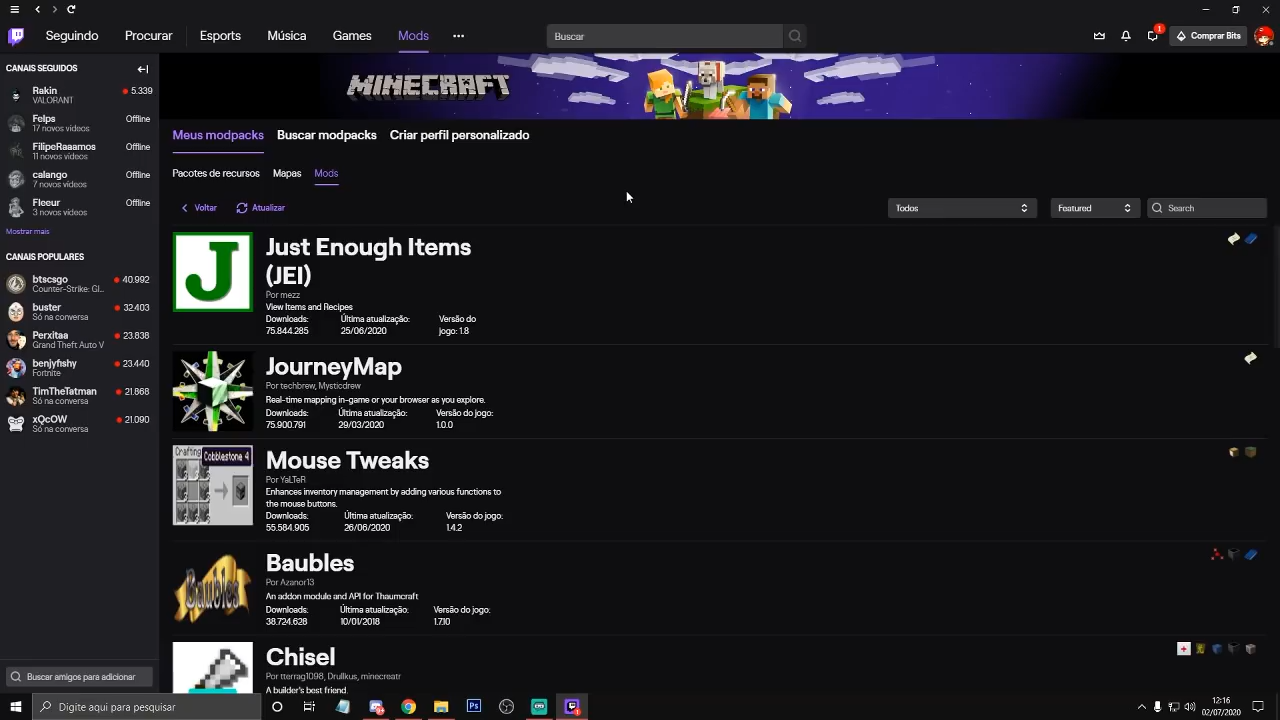 Seguindo
Procurar
Esports
Música
Games
Mods
Buscar
1
Comprar Bits
CANAIS SEGUIDOS
Rakin
VALORANT
5.339
Felps
17 novos vídeos
Offline
FilipeRaaamos
11 novos vídeos
Offline
calango
7 novos vídeos
Offline
Fleeur
3 novos vídeos
Offline
Mostrar mais
CANAIS POPULARES
btscsgo
Counter-Strike: Gl...
40.992
buster
Só na conversa
32.403
Perxitaa
Grand Theft Auto V
23.838
benjyfishy
Fortnite
23.440
TimTheTatman
Só na conversa
21.868
xQcOW
Só na conversa
21.090
Buscar amigos para adicionar
MINECRAFT
Meus modpacks
Buscar modpacks
Criar perfil personalizado
Pacotes de recursos
Mapas
Mods
Voltar
Atualizar
Todos
Featured
Search
J
Just Enough Items
(JEI)
Por mezz
View Items and Recipes
Downloads: Última atualização: Versão do
75.844.285 25/06/2020 jogo: 1.8
JourneyMap
Por techbrew, Mysticdrew
Real-time mapping in-game or your browser as you explore.
Downloads: Última atualização: Versão do jogo:
75.900.791 29/03/2020 1.0.0
Crafting
Cobblestone 4
Mouse Tweaks
Por YaLTeR
Enhances inventory management by adding various functions to
the mouse buttons.
Downloads: Última atualização: Versão do jogo:
55.584.905 26/06/2020 1.4.2
Baubles
Baubles
Por Azanor13
An addon module and API for Thaumcraft
Downloads: Última atualização: Versão do jogo:
38.724.628 10/01/2018 1.7.10
Chisel
Por tterrag1098, Drullkus, minecreatr
A builder's best friend.
Digite aqui para pesquisar
Ps
12:16
02/07/2020